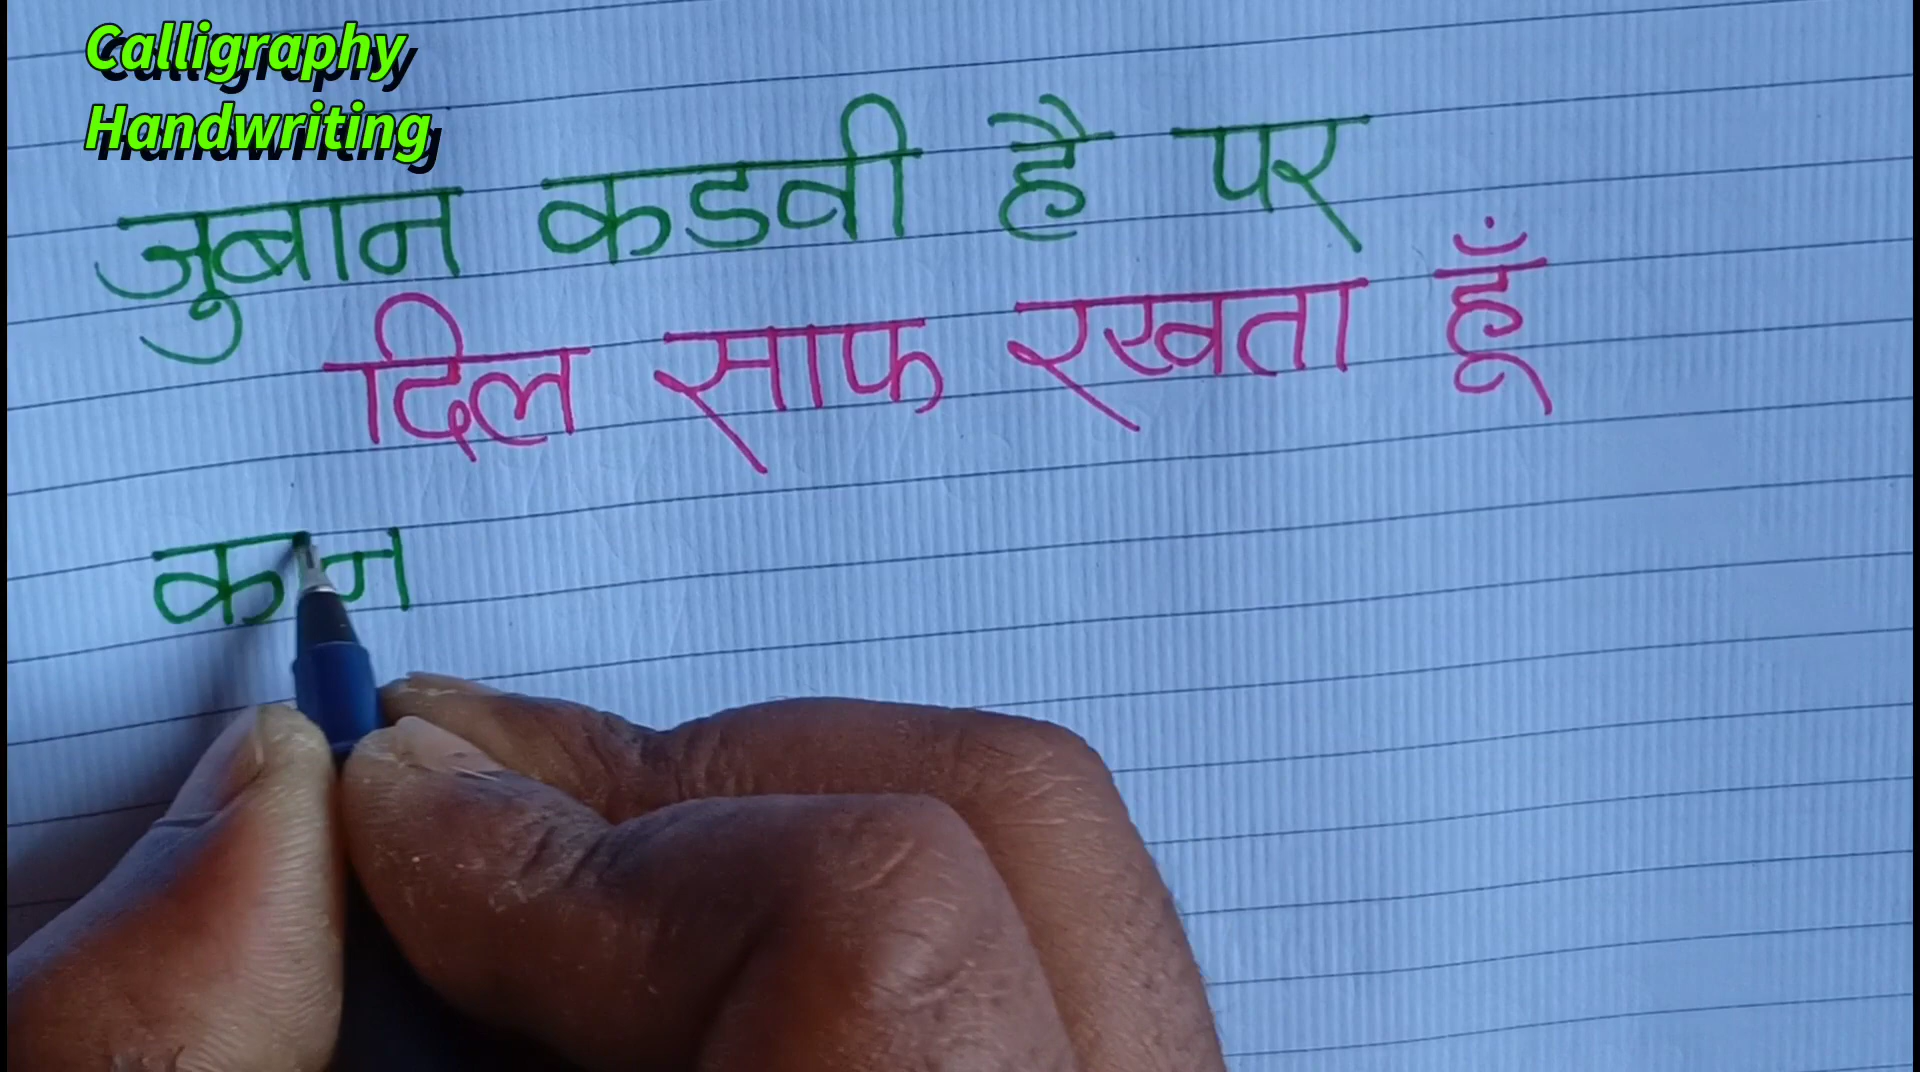 Calligraphy
Handwriting
जुबान कडवी है पर
दिल साफ रखता हूँ